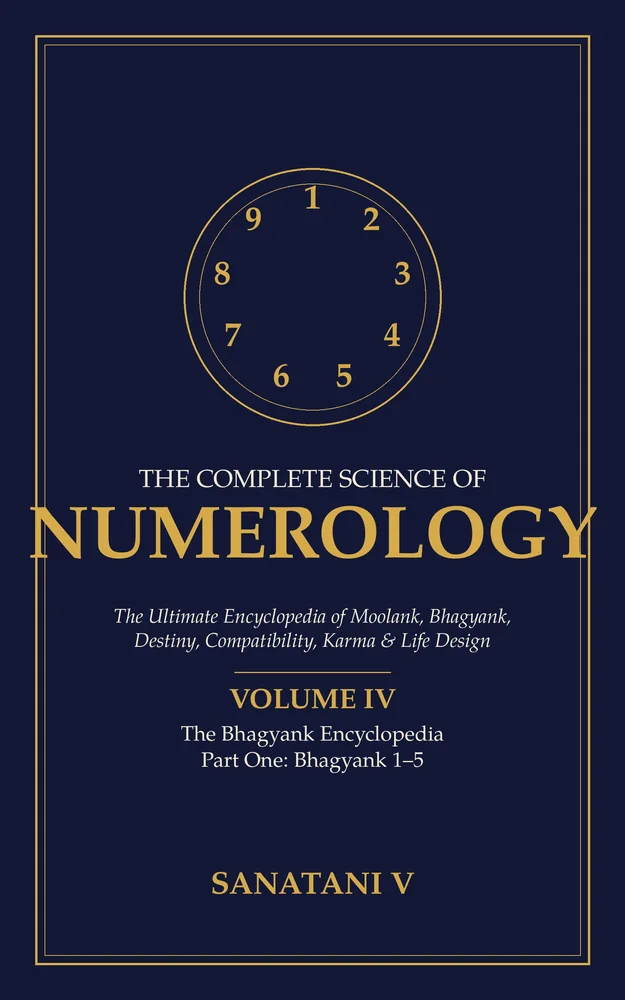 1
2
3
4
5
6
7
8
9
THE COMPLETE SCIENCE OF
NUMEROLOGY
The Ultimate Encyclopedia of Moolank, Bhagyank,
Destiny, Compatibility, Karma & Life Design
VOLUME IV
The Bhagyank Encyclopedia
Part One: Bhagyank 1–5
SANATANI V